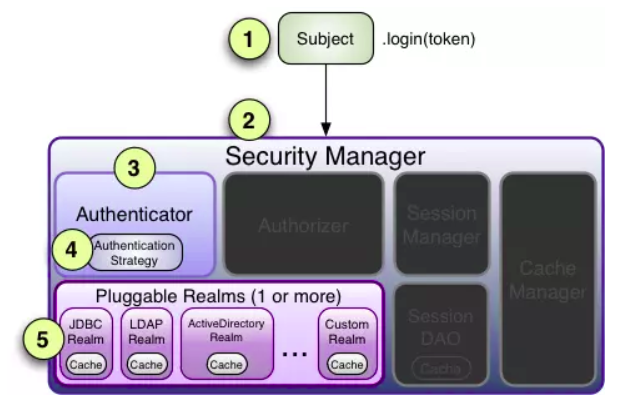 1
Subject
.login(token)
2
Security Manager
3
Authenticator
4
Authentication
Strategy
Authorizer
Session
Manager
Cache
Manager
Session
DAO
Cache
Pluggable Realms (1 or more)
5
JDBC
Realm
Cache
LDAP
Realm
Cache
ActiveDirectory
Realm
Cache
...
Custom
Realm
Cache